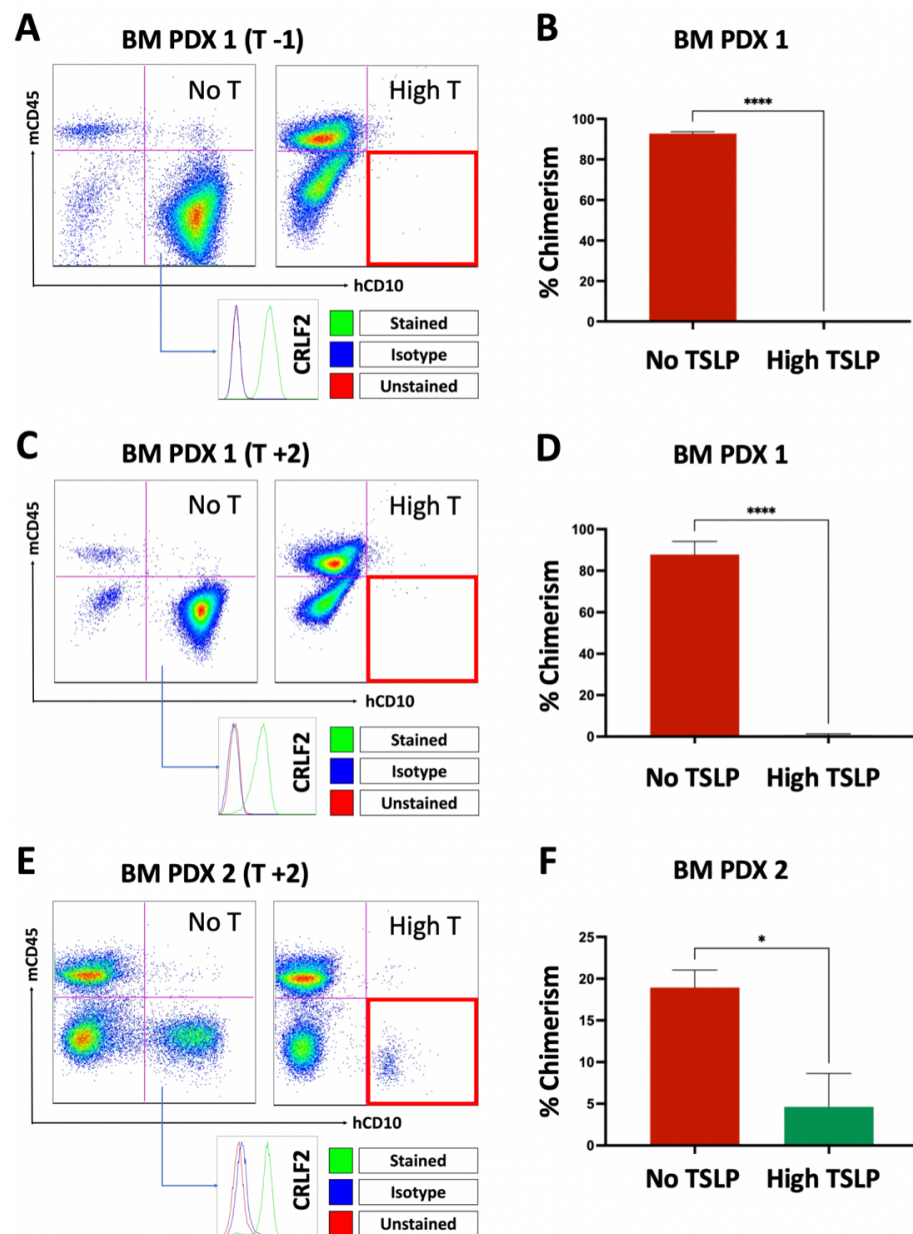 A
BM PDX 1 (T -1)
No T
High T
mCD45
hCD10
CRLF2
Stained
Isotype
Unstained
B
BM PDX 1
% Chimerism
100
80
60
40
20
0
****
No TSLP
High TSLP
C
BM PDX 1 (T +2)
No T
High T
mCD45
hCD10
CRLF2
Stained
Isotype
Unstained
D
BM PDX 1
% Chimerism
100
80
60
40
20
0
****
No TSLP
High TSLP
E
BM PDX 2 (T +2)
No T
High T
mCD45
hCD10
CRLF2
Stained
Isotype
Unstained
F
BM PDX 2
% Chimerism
25
20
15
10
5
0
*
No TSLP
High TSLP